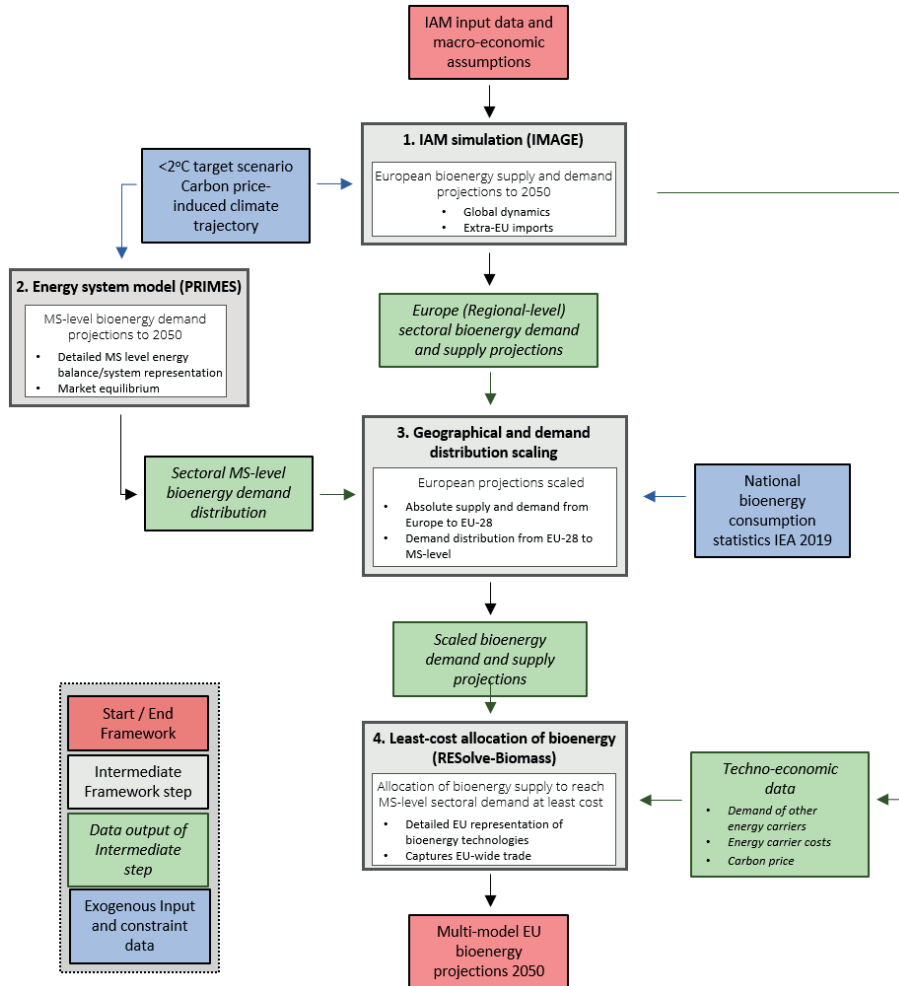 IAM input data and
macro-economic
assumptions
1. IAM simulation (IMAGE)
European bioenergy supply and demand
projections to 2050
• Global dynamics
• Extra-EU imports
<2°C target scenario
Carbon price-
induced climate
trajectory
2. Energy system model (PRIMES)
MS-level bioenergy demand
projections to 2050
• Detailed MS level energy
balance/system representation
• Market equilibrium
Europe (Regional-level)
sectoral bioenergy demand
and supply projections
3. Geographical and demand
distribution scaling
European projections scaled
• Absolute supply and demand from
Europe to EU-28
• Demand distribution from EU-28 to
MS-level
Sectoral MS-level
bioenergy demand
distribution
National
bioenergy
consumption
statistics IEA 2019
Scaled bioenergy
demand and supply
projections
4. Least-cost allocation of bioenergy
(RESolve-Biomass)
Allocation of bioenergy supply to reach
MS-level sectoral demand at least cost
• Detailed EU representation of
bioenergy technologies
• Captures EU-wide trade
Techno-economic
data
• Demand of other
energy carriers
• Energy carrier costs
• Carbon price
Multi-model EU
bioenergy
projections 2050
Start / End
Framework
Intermediate
Framework step
Data output of
Intermediate
step
Exogenous Input
and constraint
data